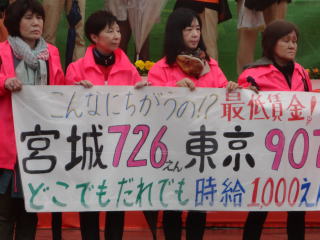 こんなにちがうの!? 最低賃金!
宮城726えん 東京907
どこでもだれでも 時給1,000えん